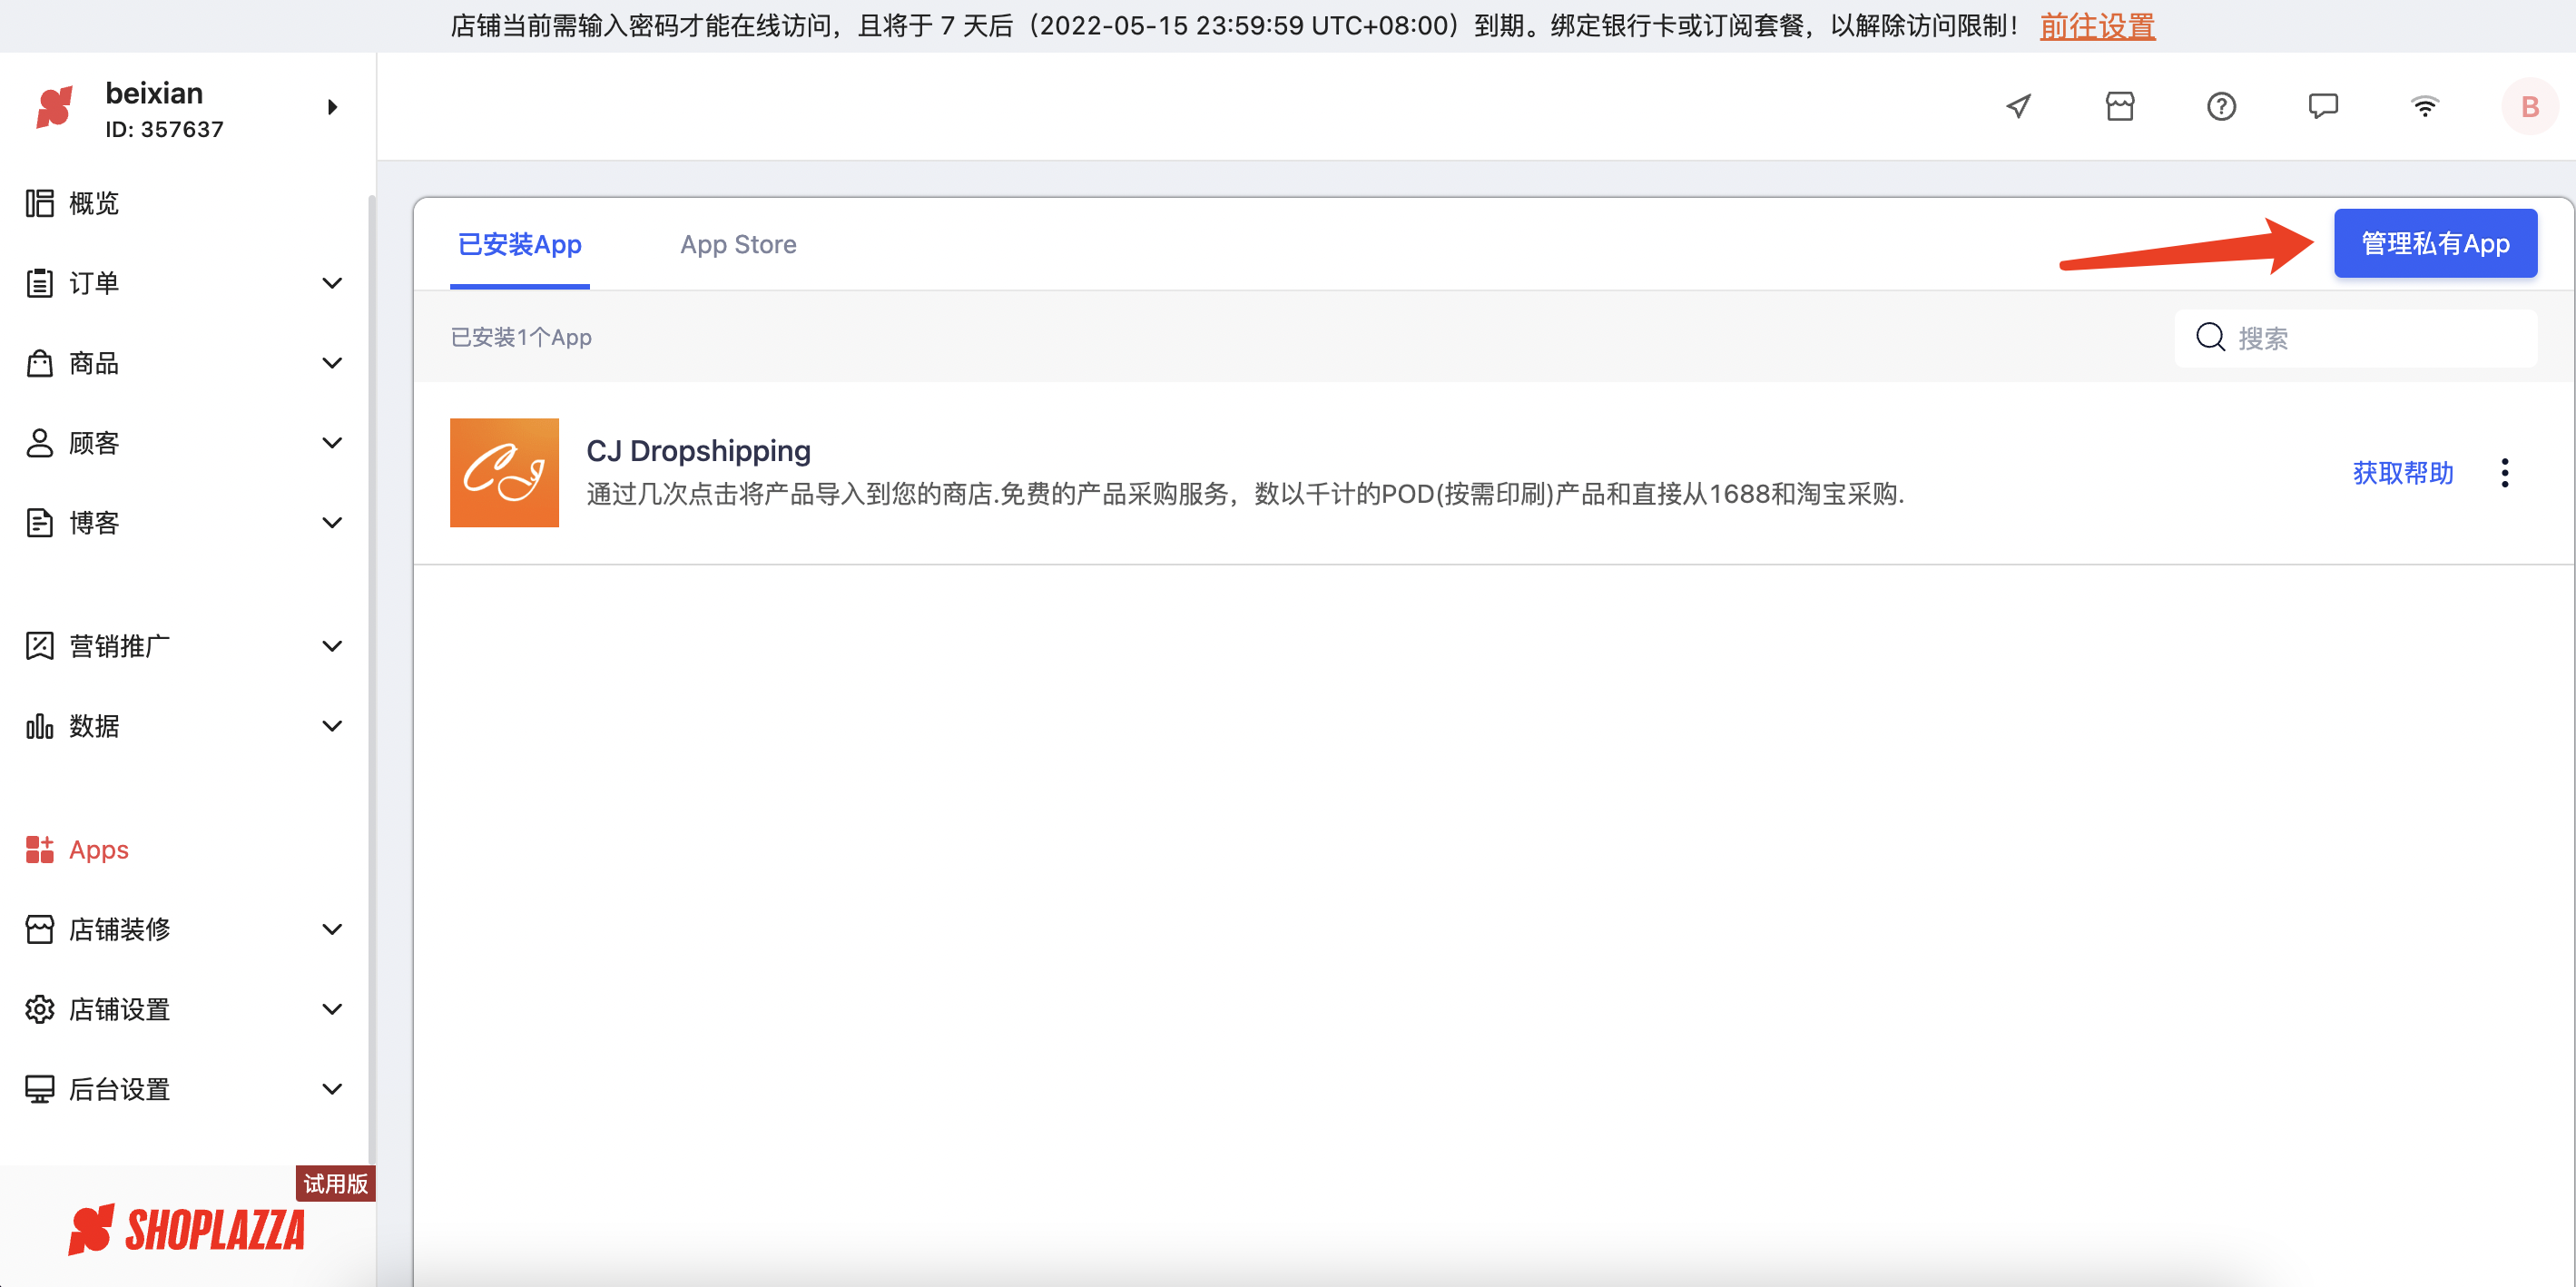 店铺当前需输入密码才能在线访问，且将于 7 天后（2022-05-15 23:59:59 UTC+08:00）到期。绑定银行卡或订阅套餐，以解除访问限制！ 前往设置
beixian
ID: 357637
B
概览
订单
商品
顾客
博客
营销推广
数据
Apps
店铺装修
店铺设置
后台设置
试用版
SHOPLAZZA
已安装App
App Store
管理私有App
已安装1个App
搜索
CJ
CJ Dropshipping
通过几次点击将产品导入到您的商店.免费的产品采购服务，数以千计的POD(按需印刷)产品和直接从1688和淘宝采购.
获取帮助